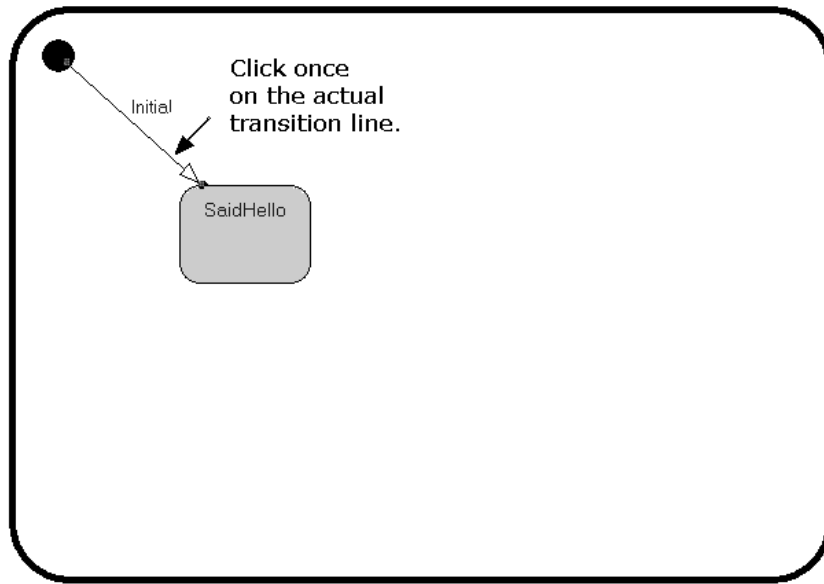 Click once
on the actual
transition line.
Initial
SaidHello